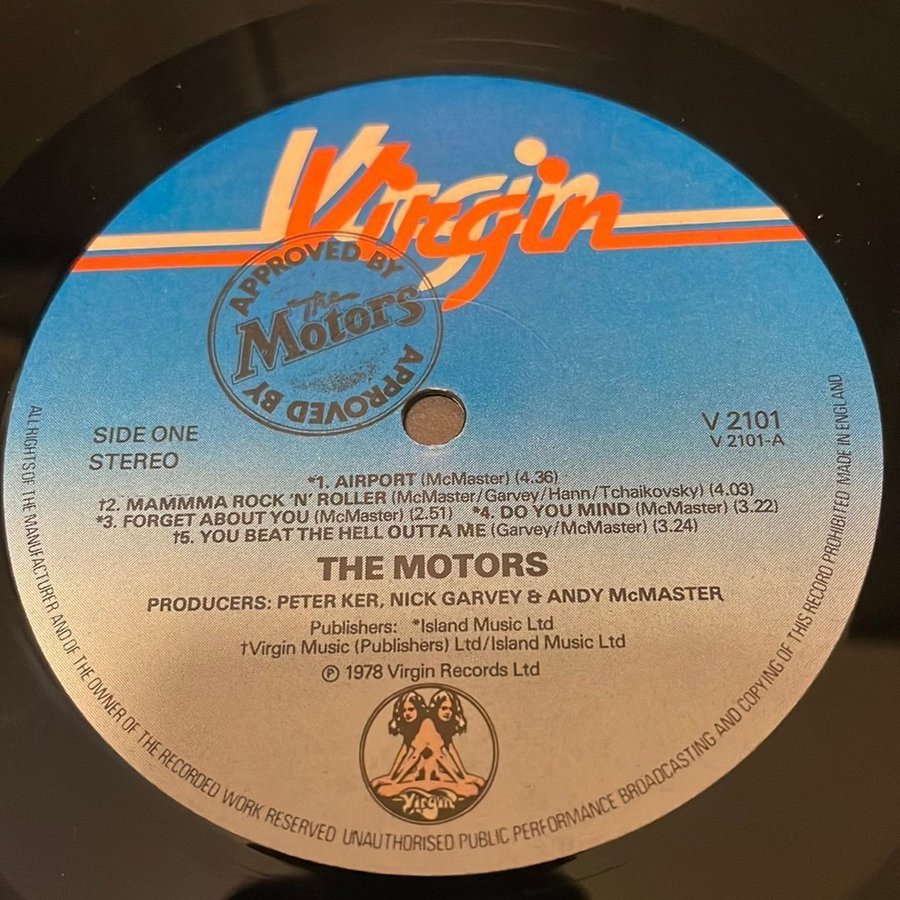 Virgin
APPROVED BY
The
Motors
APPROVED BY
SIDE ONE
STEREO
V 2101
V 2101-A
*1. AIRPORT (McMaster) (4.36)
†2. MAMMMA ROCK 'N' ROLLER (McMaster/Garvey/Hann/Tchaikovsky) (4.03)
*3. FORGET ABOUT YOU (McMaster) (2.51) *4. DO YOU MIND (McMaster) (3.22)
†5. YOU BEAT THE HELL OUTTA ME (Garvey/McMaster) (3.24)
THE MOTORS
PRODUCERS: PETER KER, NICK GARVEY & ANDY McMASTER
Publishers: *Island Music Ltd
†Virgin Music (Publishers) Ltd/Island Music Ltd
℗ 1978 Virgin Records Ltd
Virgin
ALL RIGHTS OF THE MANUFACTURER AND OF THE OWNER OF THE RECORDED WORK RESERVED UNAUTHORISED PUBLIC PERFORMANCE BROADCASTING AND COPYING OF THIS RECORD PROHIBITED MADE IN ENGLAND